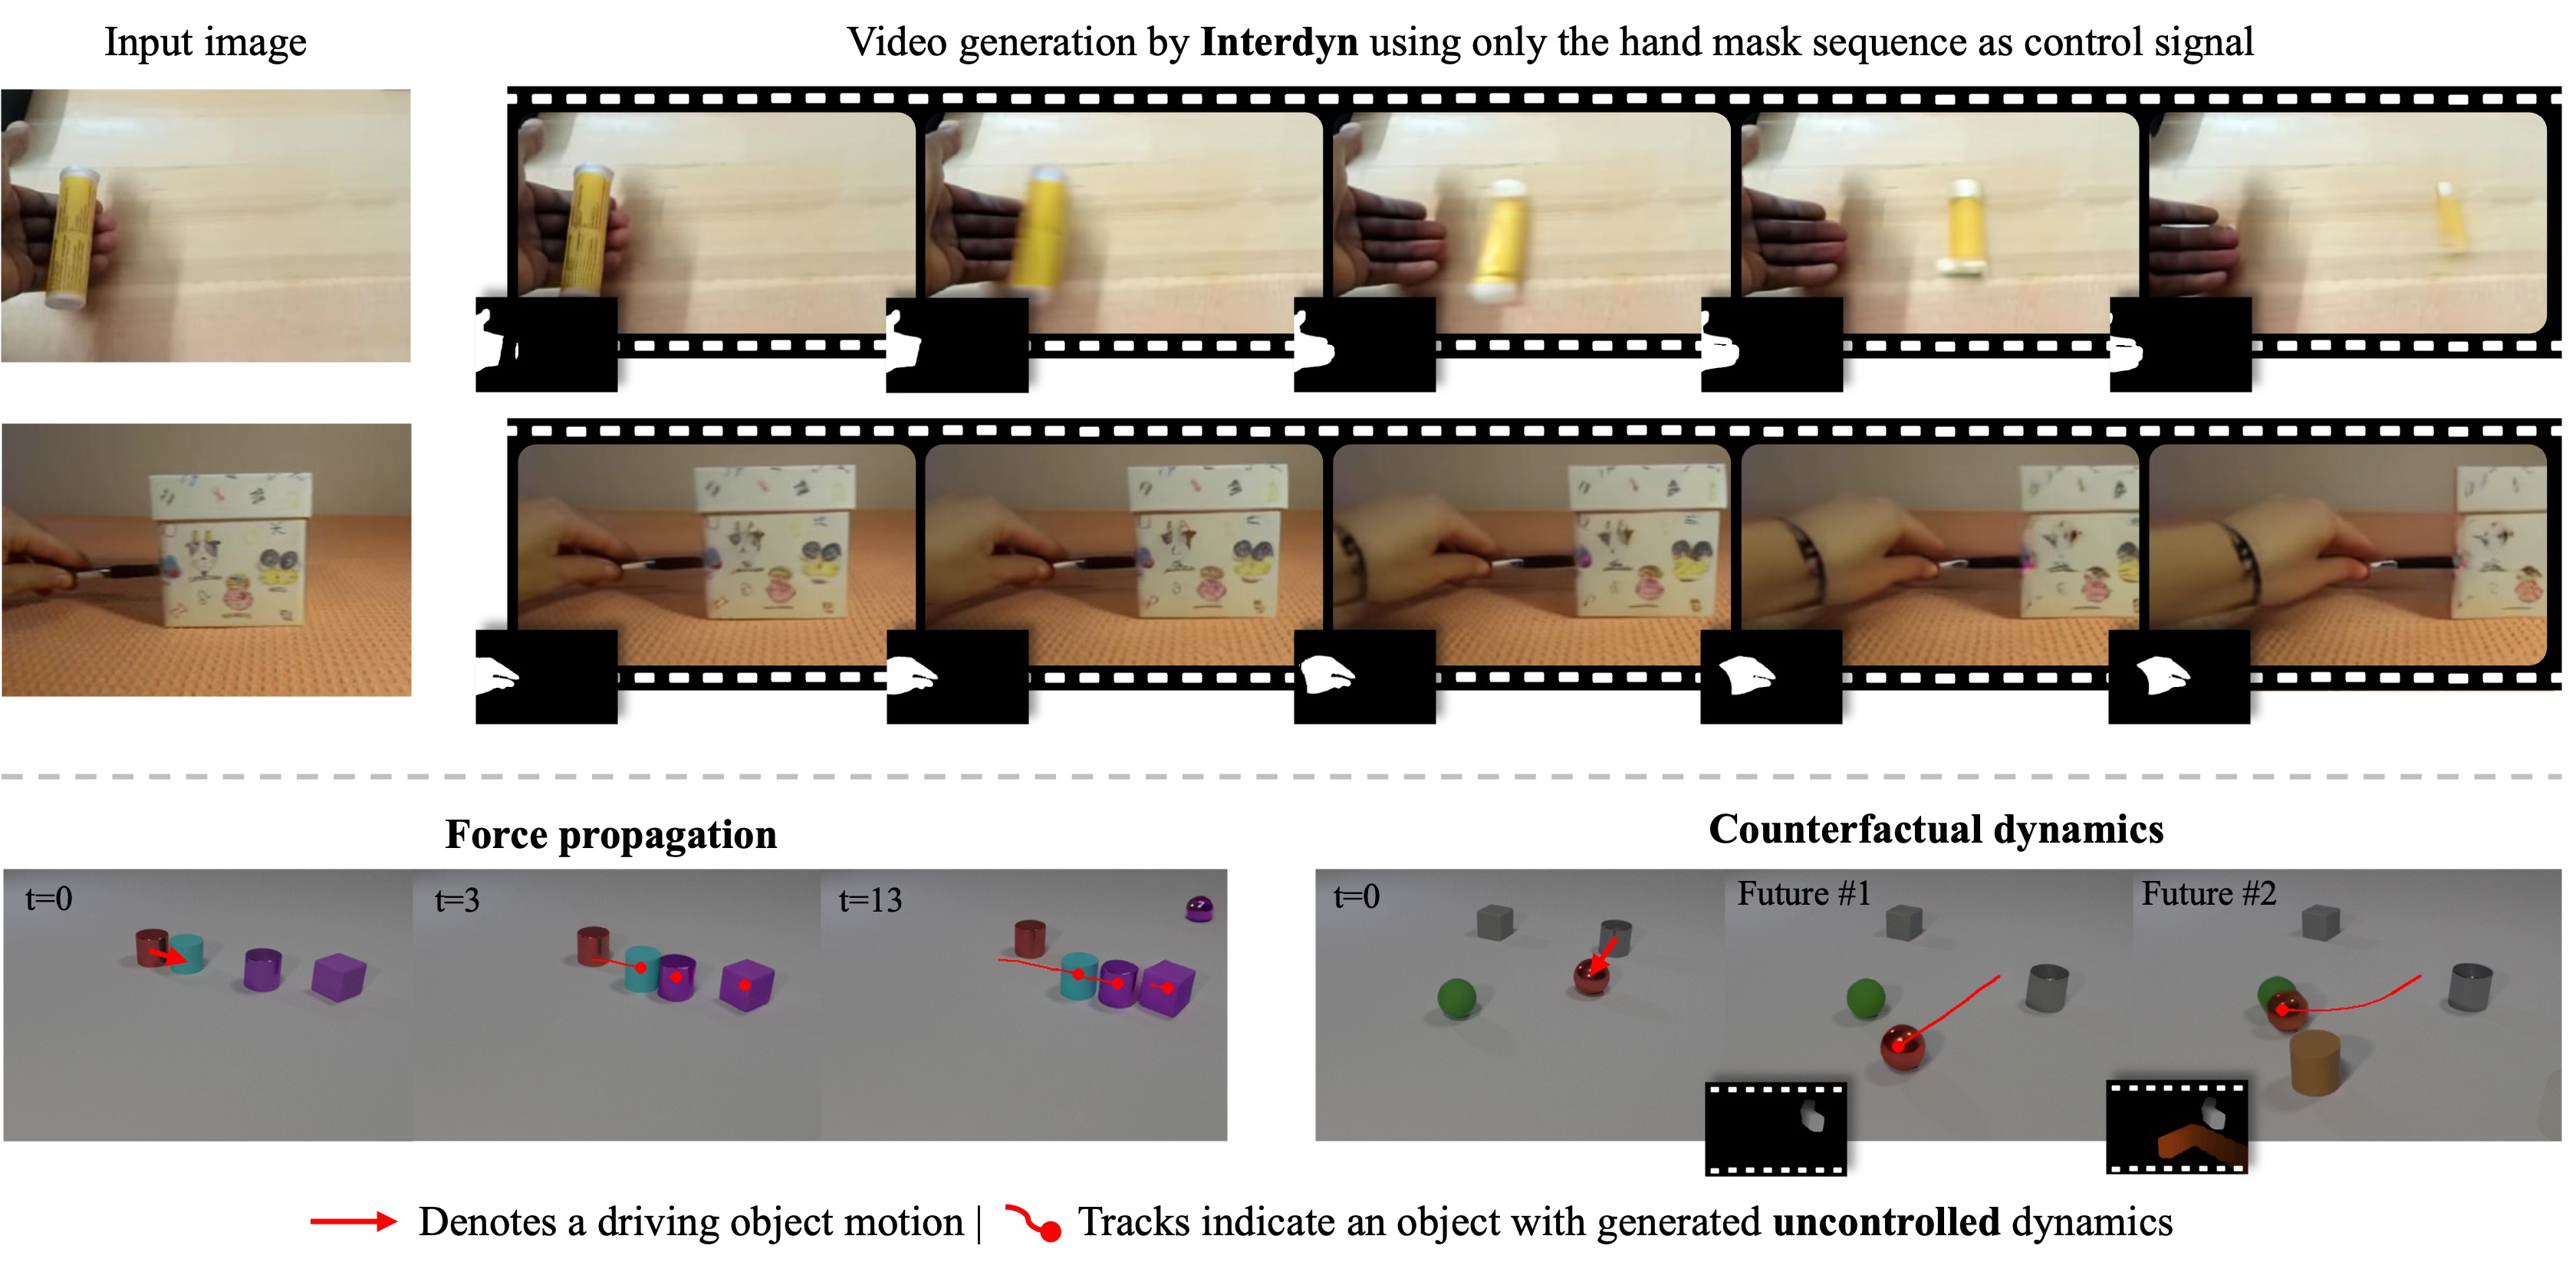 Input image
Video generation by Interdyn using only the hand mask sequence as control signal
Force propagation
Counterfactual dynamics
t=0
t=3
t=13
t=0
Future #1
Future #2
Denotes a driving object motion | Tracks indicate an object with generated uncontrolled dynamics